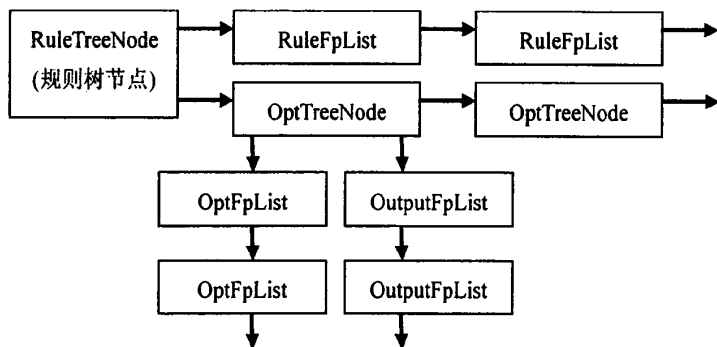 RuleTreeNode
(规则树节点)
RuleFpList
RuleFpList
OptTreeNode
OptTreeNode
OptFpList
OutputFpList
OptFpList
OutputFpList